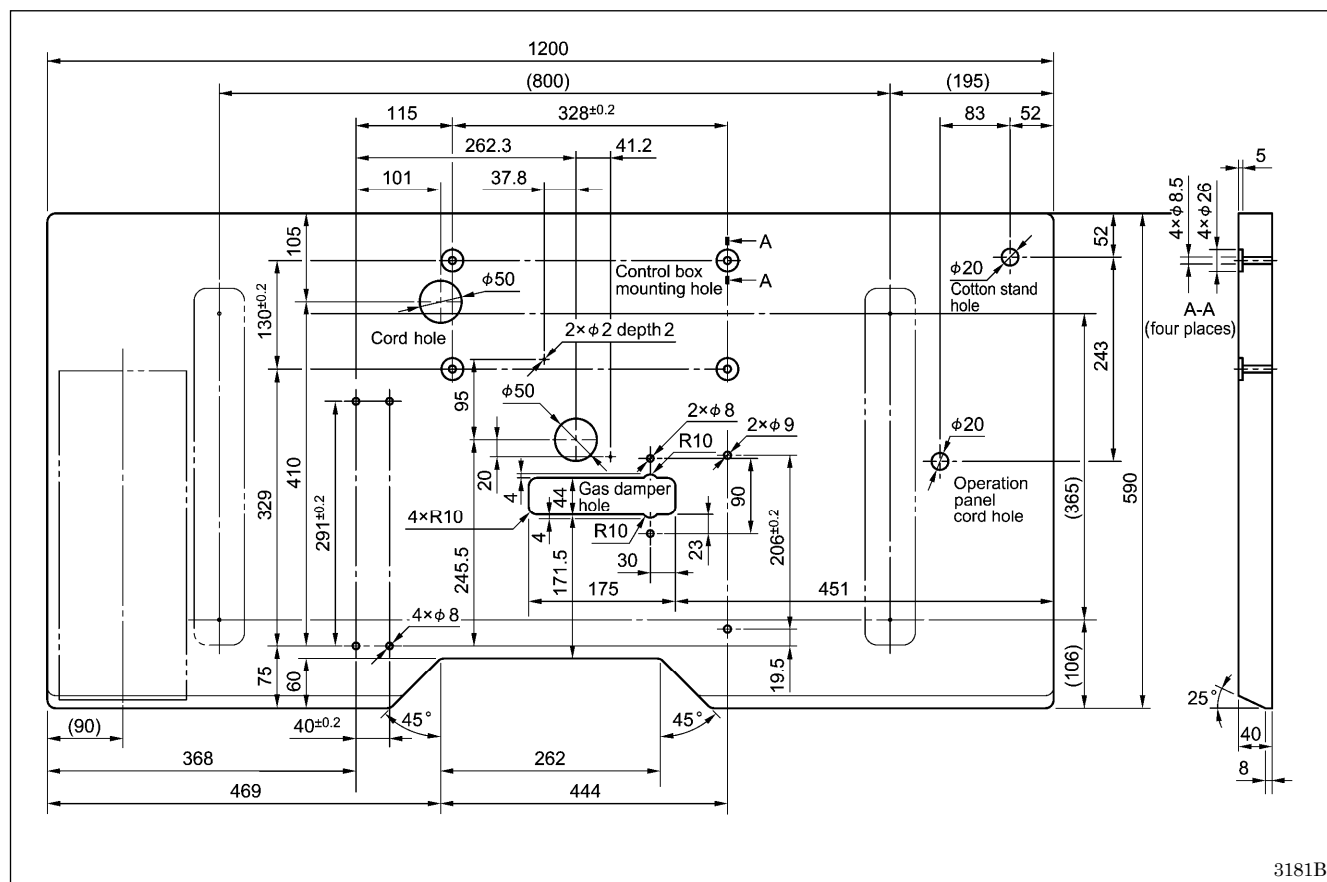 1200
(800)
(195)
115
328±0.2
83
52
262.3
41.2
5
101
37.8
4×φ8.5
4×φ26
105
A
52
φ50
Control box
mounting hole
A
φ20
Cotton stand
hole
A-A
(four places)
130±0.2
Cord hole
2×φ2 depth 2
243
95
φ50
2×φ8
2×φ9
R10
φ20
20
410
329
291±0.2
4
44
Gas damper
hole
90
Operation
panel
cord hole
(365)
590
4×R10
4
R10
23
206±0.2
245.5
171.5
30
175
451
4×φ8
75
60
19.5
(106)
25°
(90)
40±0.2
45°
45°
40
368
262
8
469
444
3181B